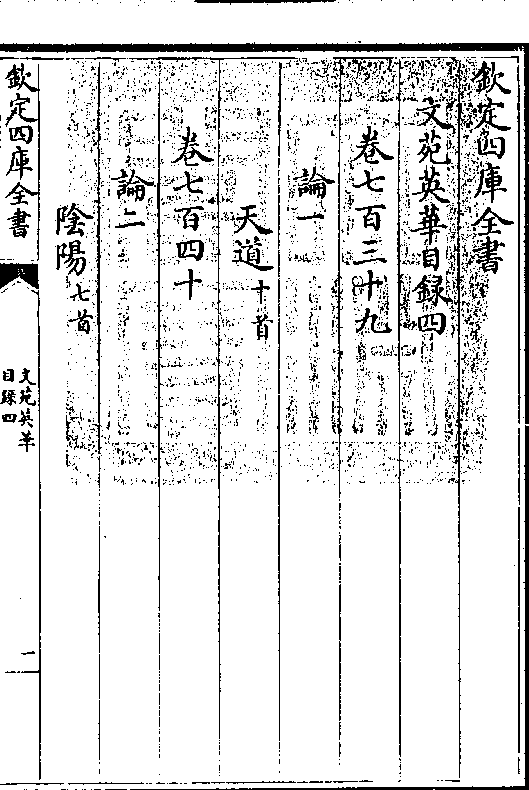 欽定四庫全書
文苑英華目録四
卷七百三十九
論一
天道十首
卷七百四十
論二
陰陽七首
欽定四庫全書
文苑英華
目録四
一